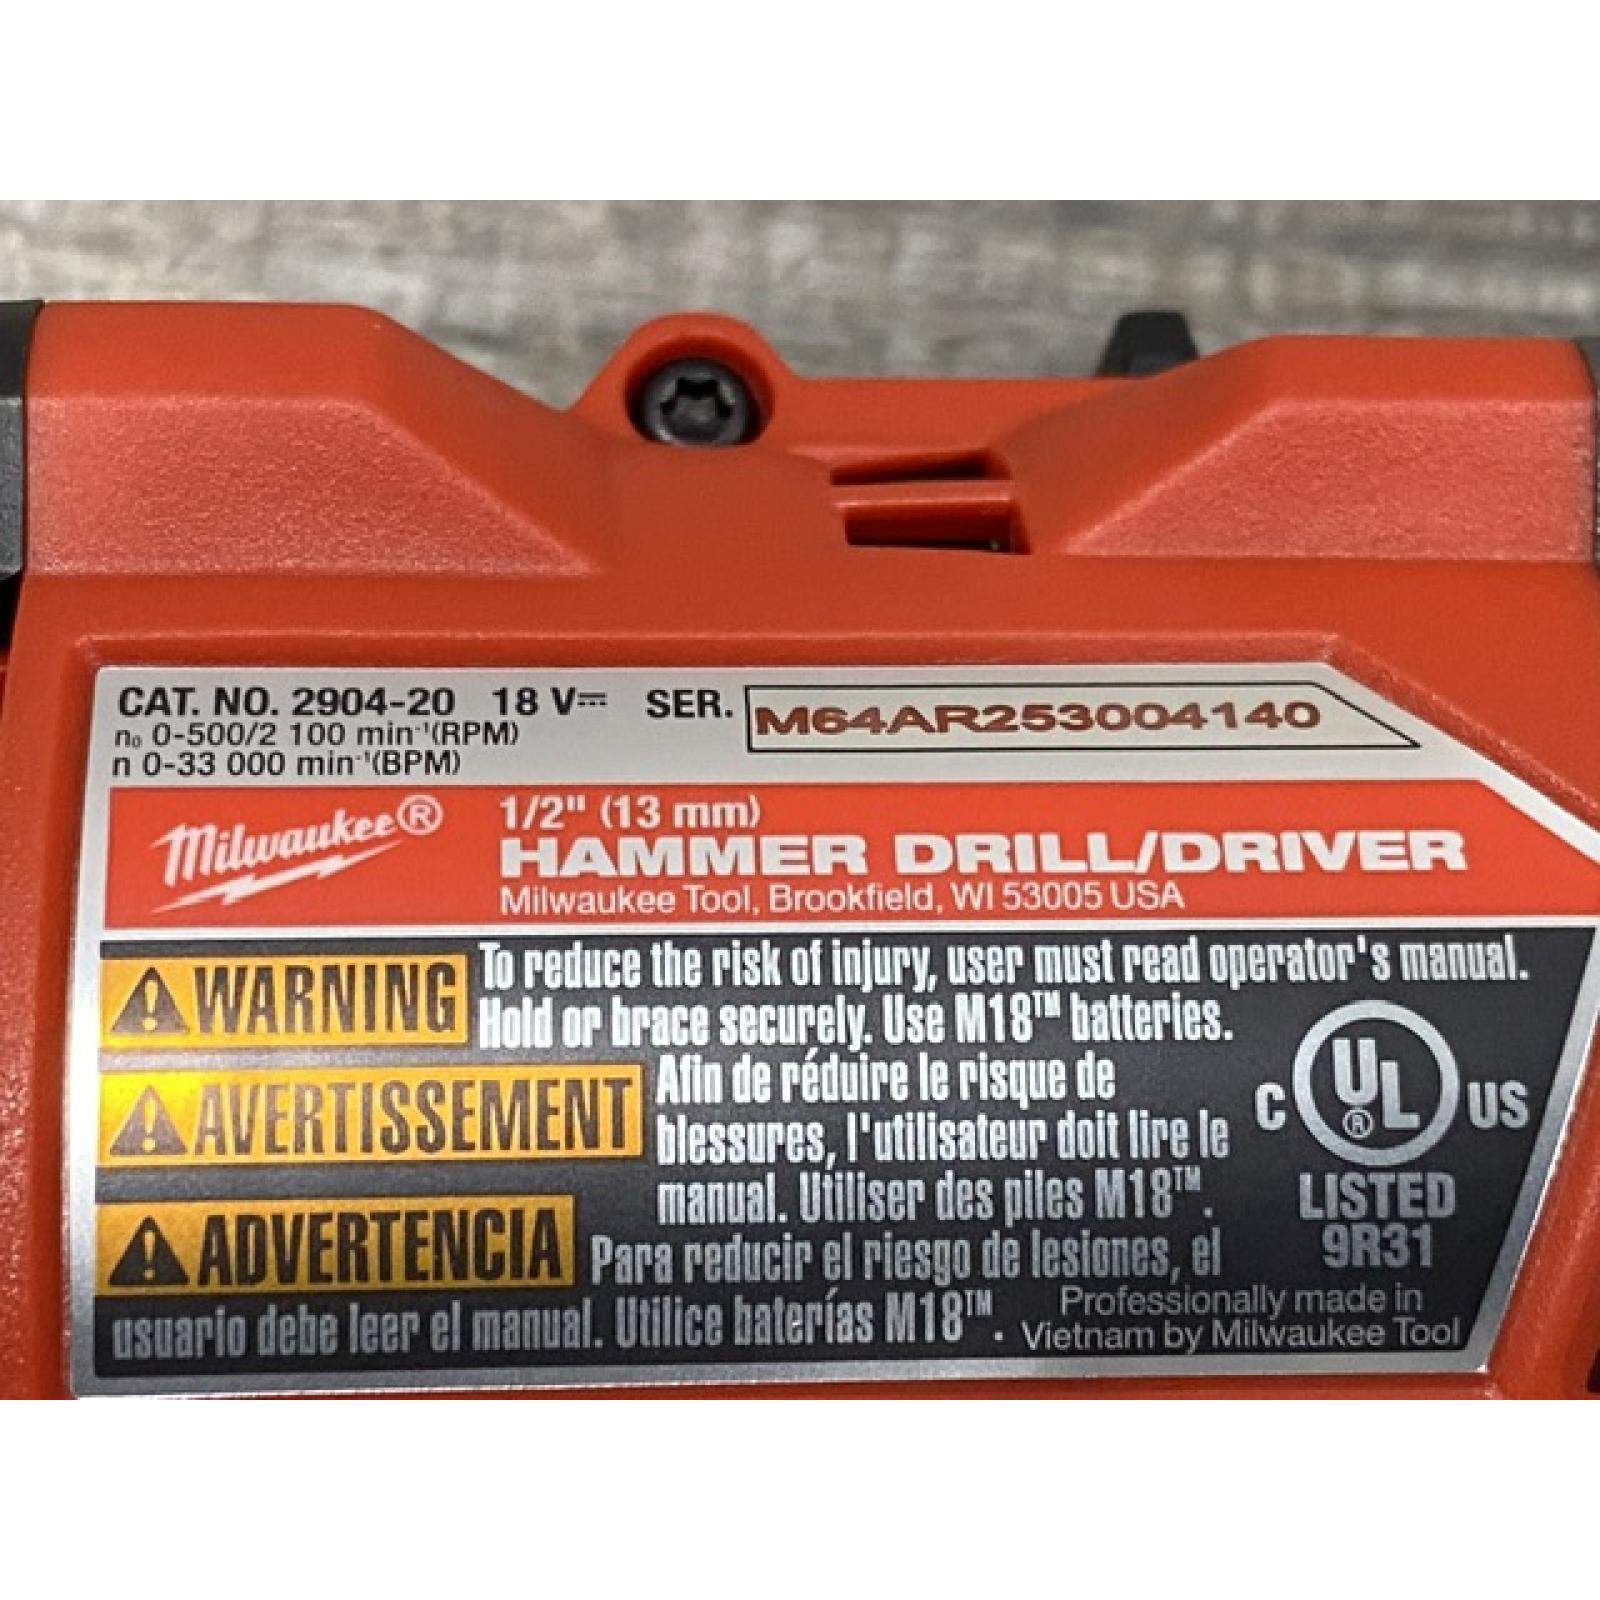 CAT. NO. 2904-20 18 V⎓ SER. M64AR253004140
n₀ 0-500/2 100 min⁻¹(RPM)
n 0-33 000 min⁻¹(BPM)
Milwaukee®
1/2" (13 mm)
HAMMER DRILL/DRIVER
Milwaukee Tool, Brookfield, WI 53005 USA
⚠WARNING To reduce the risk of injury, user must read operator's manual.
Hold or brace securely. Use M18™ batteries.
⚠AVERTISSEMENT Afin de réduire le risque de
blessures, l'utilisateur doit lire le
manual. Utiliser des piles M18™.
⚠ADVERTENCIA Para reducir el riesgo de lesiones, el
usuario debe leer el manual. Utilice baterías M18™.
C UL® US
LISTED
9R31
Professionally made in
Vietnam by Milwaukee Tool